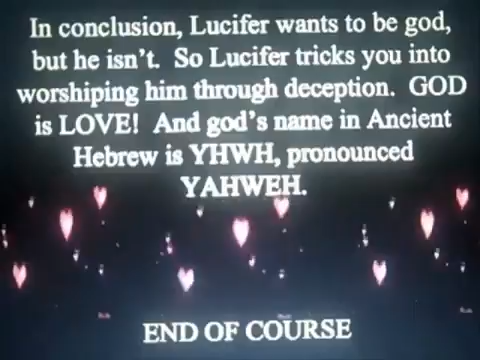 In conclusion, Lucifer wants to be god,
but he isn't.  So Lucifer tricks you into
worshiping him through deception.  GOD
is LOVE!  And god's name in Ancient
Hebrew is YHWH, pronounced
YAHWEH.
END OF COURSE